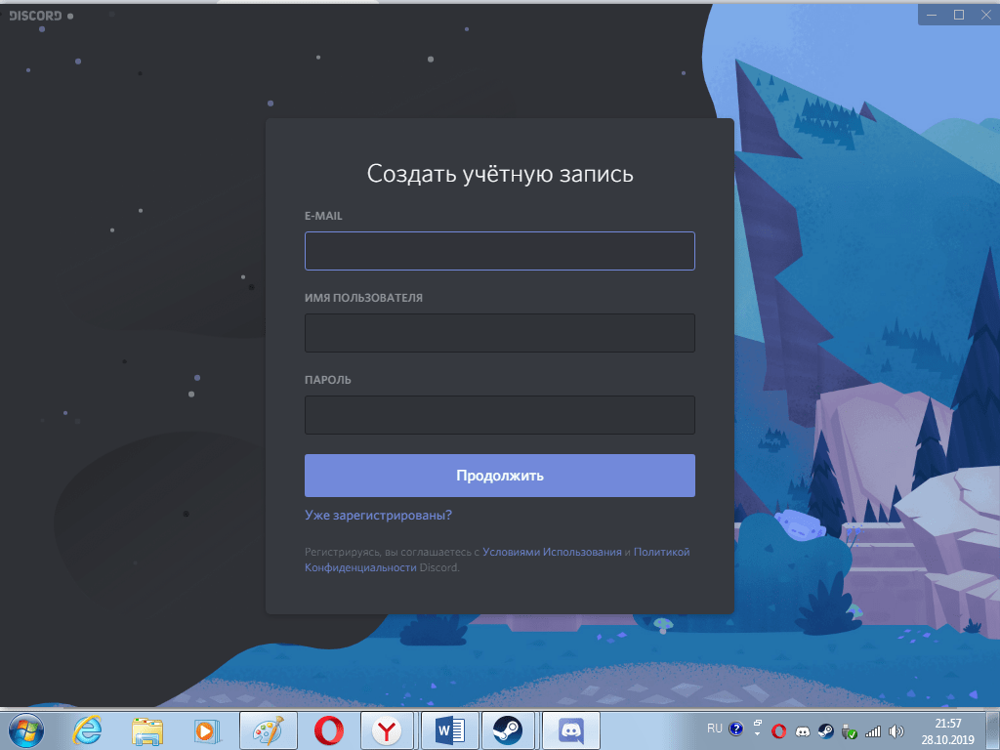 DISCORD
Создать учётную запись
E-MAIL
ИМЯ ПОЛЬЗОВАТЕЛЯ
ПАРОЛЬ
Продолжить
Уже зарегистрированы?
Регистрируясь, вы соглашаетесь с Условиями Использования и Политикой
Конфиденциальности Discord.
RU
21:57
28.10.2019